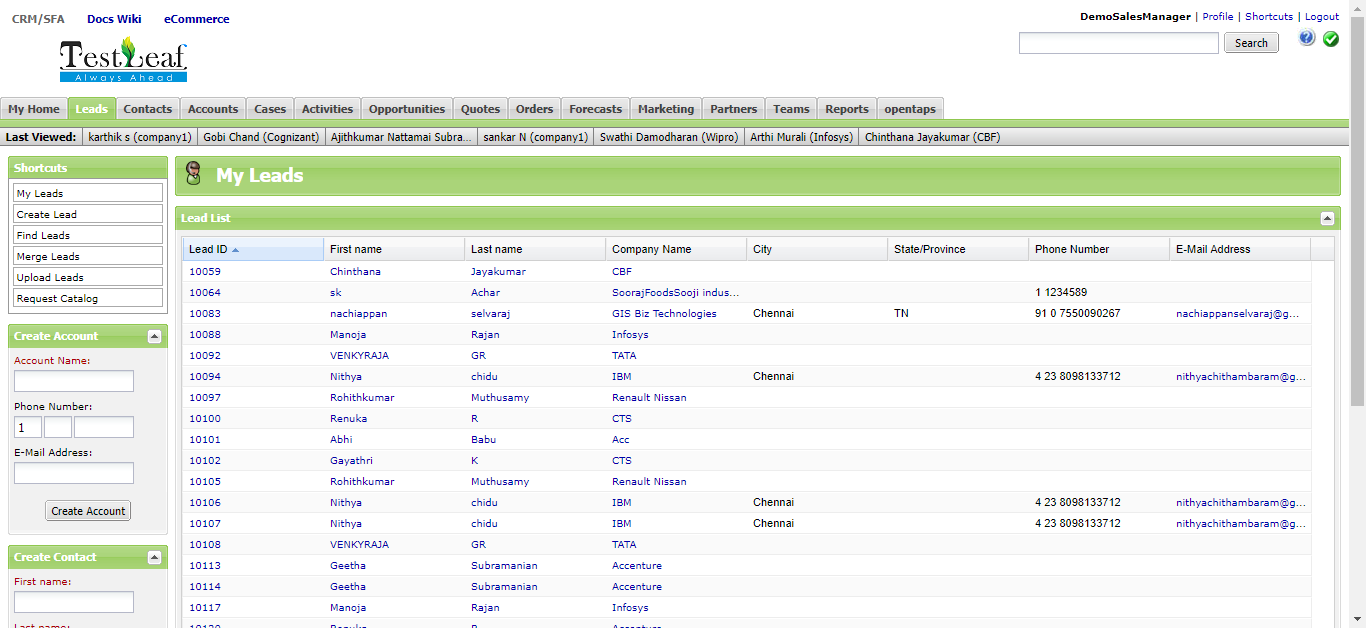 CRM/SFA Docs Wiki eCommerce
DemoSalesManager | Profile | Shortcuts | Logout
Search
TestLeaf
Always Ahead
My Home Leads Contacts Accounts Cases Activities Opportunities Quotes Orders Forecasts Marketing Partners Teams Reports opentaps
Last Viewed: karthik s (company1) Gobi Chand (Cognizant) Ajithkumar Nattamai Subra... sankar N (company1) Swathi Damodharan (Wipro) Arthi Murali (Infosys) Chinthana Jayakumar (CBF)
Shortcuts
My Leads
Create Lead
Find Leads
Merge Leads
Upload Leads
Request Catalog
Create Account
Account Name:
Phone Number:
1
E-Mail Address:
Create Account
Create Contact
First name:
Last name:
My Leads
Lead List
Lead ID First name Last name Company Name City State/Province Phone Number E-Mail Address
10059 Chinthana Jayakumar CBF
10064 sk Achar SoorajFoodsSooji indus... 1 1234589
10083 nachiappan selvaraj GIS Biz Technologies Chennai TN 91 0 7550090267 nachiappanselvaraj@g...
10088 Manoja Rajan Infosys
10092 VENKYRAJA GR TATA
10094 Nithya chidu IBM Chennai 4 23 8098133712 nithyachithambaram@g...
10097 Rohithkumar Muthusamy Renault Nissan
10100 Renuka R CTS
10101 Abhi Babu Acc
10102 Gayathri K CTS
10105 Rohithkumar Muthusamy Renault Nissan
10106 Nithya chidu IBM Chennai 4 23 8098133712 nithyachithambaram@g...
10107 Nithya chidu IBM Chennai 4 23 8098133712 nithyachithambaram@g...
10108 VENKYRAJA GR TATA
10113 Geetha Subramanian Accenture
10114 Geetha Subramanian Accenture
10117 Manoja Rajan Infosys